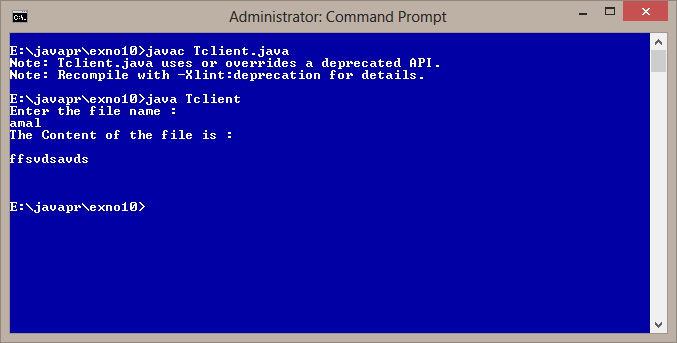 Administrator: Command Prompt
E:\javapr\exno10>javac Tclient.java
Note: Tclient.java uses or overrides a deprecated API.
Note: Recompile with -Xlint:deprecation for details.
E:\javapr\exno10>java Tclient
Enter the file name :
amal
The Content of the file is :
ffsvdsavds
E:\javapr\exno10>